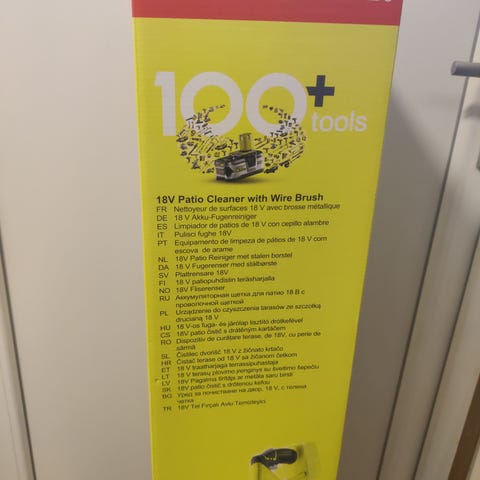 100+
tools
18V Patio Cleaner with Wire Brush
FR Nettoyeur de surfaces 18 V avec brosse métallique
DE 18 V Akku-Fugenreiniger
ES Limpiador de patios de 18 V con cepillo alambre
IT Pulisci fughe 18V
PT Equipamento de limpeza de pátios de 18 V com
escova de arame
NL 18V Patio Reiniger met stalen borstel
DA 18 V Fugerenser med stålbørste
SV Plattrensare 18V
FI 18 V patiopuhdistin teräsharjalla
NO 18V Fliserenser
RU Аккумуляторная щетка для патио 18 В с
проволочной щеткой
PL Urządzenie do czyszczenia tarasów ze szczotką
drucianą 18 V
HU 18 V-os fuga- és járólap tisztító drótkefével
CS 18V patio čistič s drátěným kartáčem
RO Dispozitiv de curățare terase, de 18V, cu perie de
sârmă
SL Čistilec dvorišč 18 V z žičnato krtačo
HR Čistač terase od 18 V sa žičanom četkom
ET 18 V traatharjaga terrassipuhastaja
LT 18 V terasų plovimo įrenginys su šveitimo šepečiu
LV 18V Pagalma tīrītājs ar metāla saru birsti
SK 18V patio čistič s drôtenou kefou
BG Уред за почистване на двор, 18 V, с телена
четка
TR 18V Tel Fırçalı Avlu Temizleyici